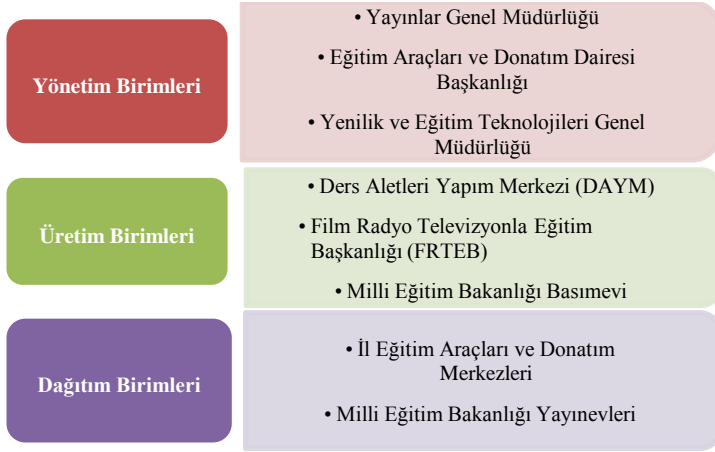 Yönetim Birimleri
• Yayınlar Genel Müdürlüğü
• Eğitim Araçları ve Donatım Dairesi
Başkanlığı
• Yenilik ve Eğitim Teknolojileri Genel
Müdürlüğü
Üretim Birimleri
• Ders Aletleri Yapım Merkezi (DAYM)
• Film Radyo Televizyonla Eğitim
Başkanlığı (FRTEB)
• Milli Eğitim Bakanlığı Basımevi
Dağıtım Birimleri
• İl Eğitim Araçları ve Donatım
Merkezleri
• Milli Eğitim Bakanlığı Yayınevleri